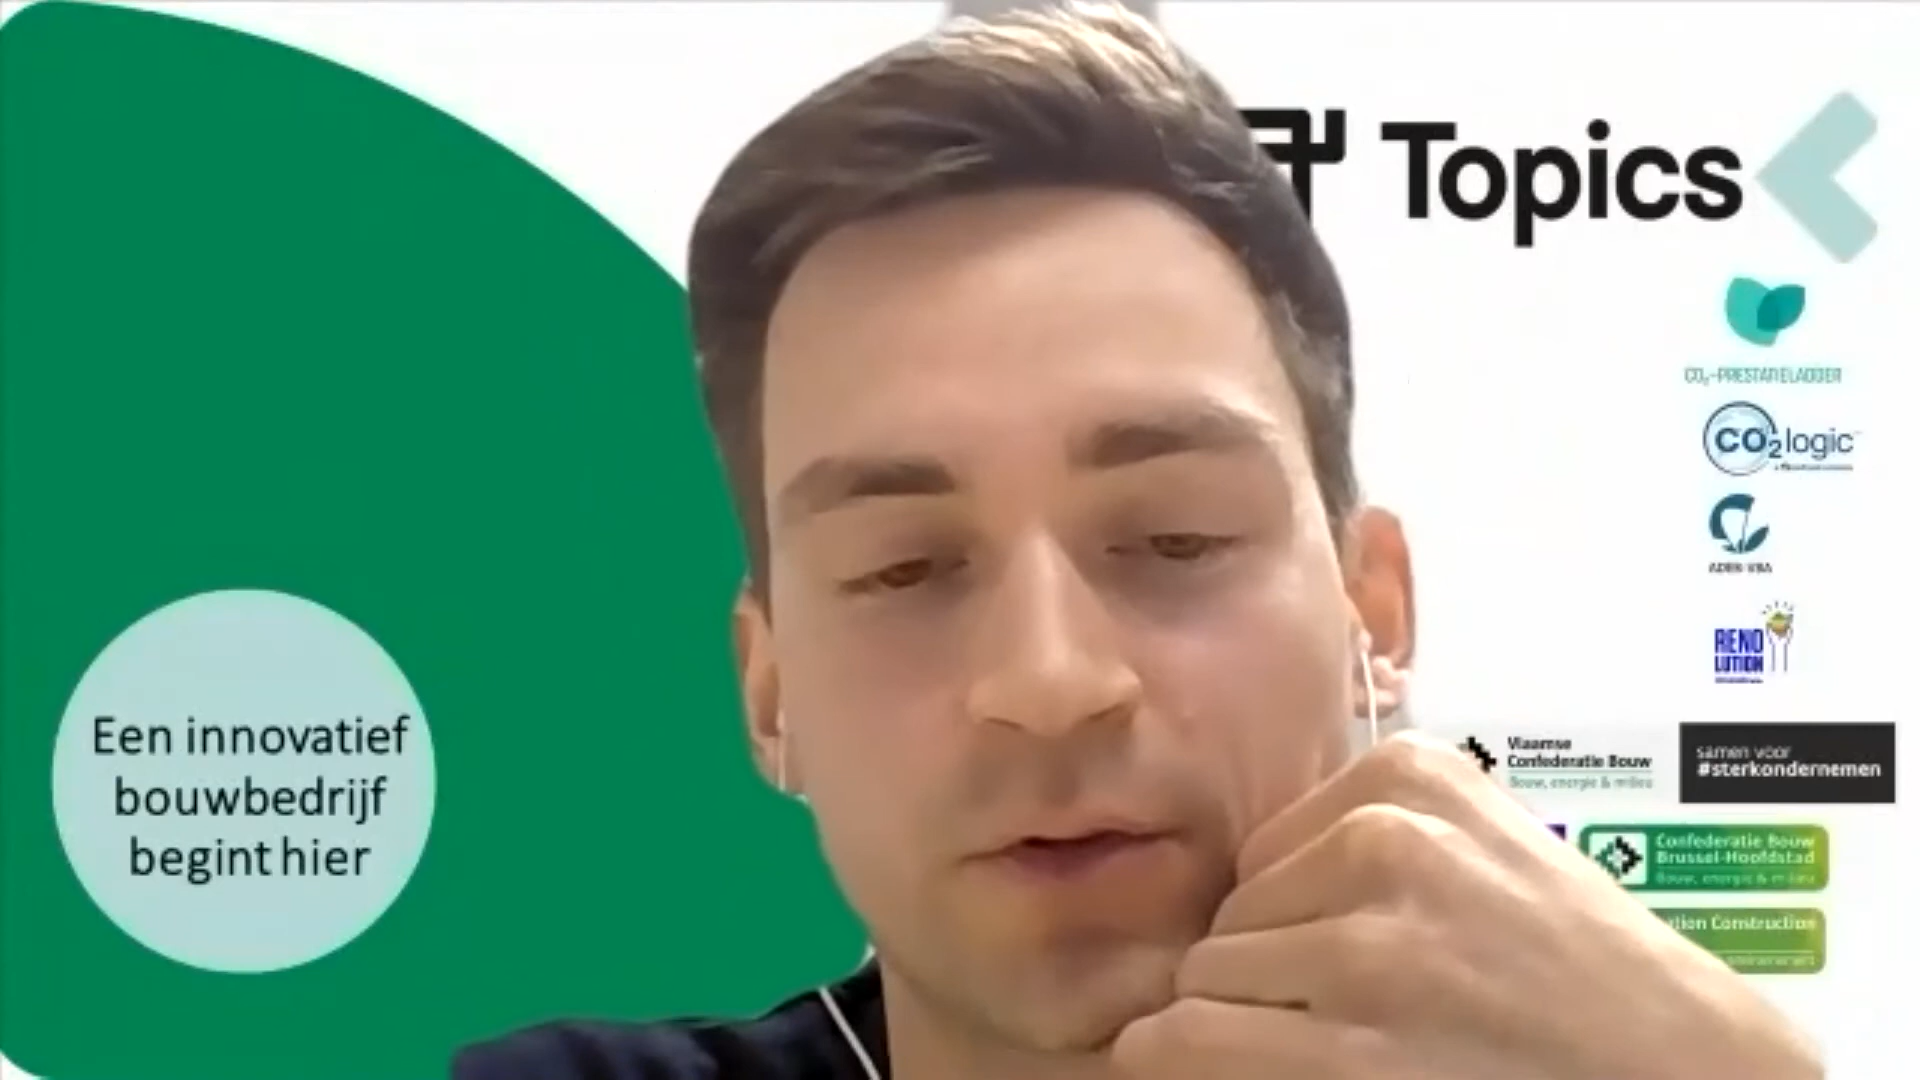 Topics
CO₂-PRESTATIELADDER
CO2logic
ADEB-VBA
RENO
LUTION
Vlaamse
Confederatie Bouw
Bouw, energie & milieu
samen voor
#sterkondernemen
Confederatie Bouw
Brussel-Hoofdstad
Bouw, energie & milieu
Construction
Een innovatief
bouwbedrijf
begint hier